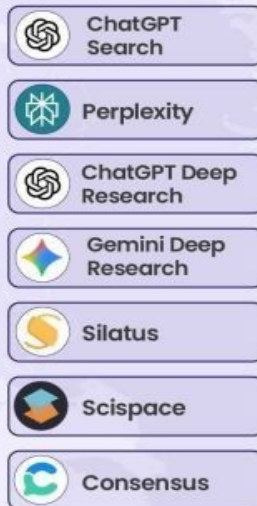 ChatGPT
Search
Perplexity
ChatGPT Deep
Research
Gemini Deep
Research
Silatus
Scispace
Consensus